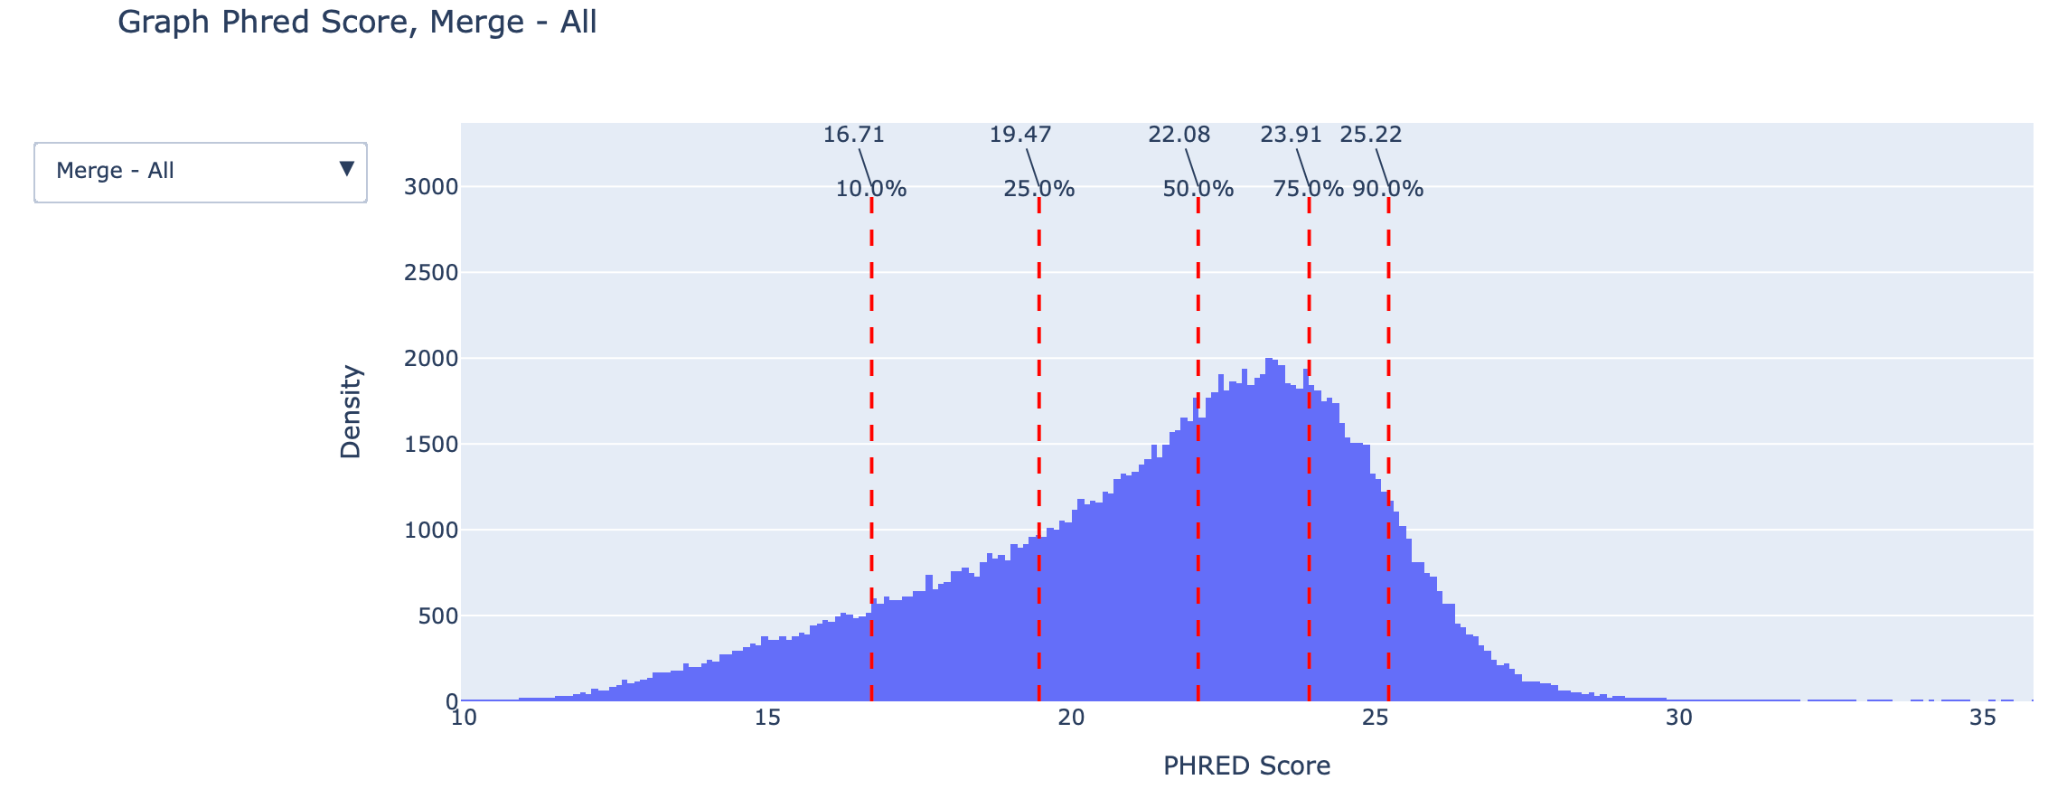 Graph Phred Score, Merge - All
Merge - All ▼
16.71 19.47 22.08 23.91 25.22
10.0% 25.0% 50.0% 75.0% 90.0%
3000
2500
2000
1500
1000
500
0
Density
10 15 20 25 30 35
PHRED Score